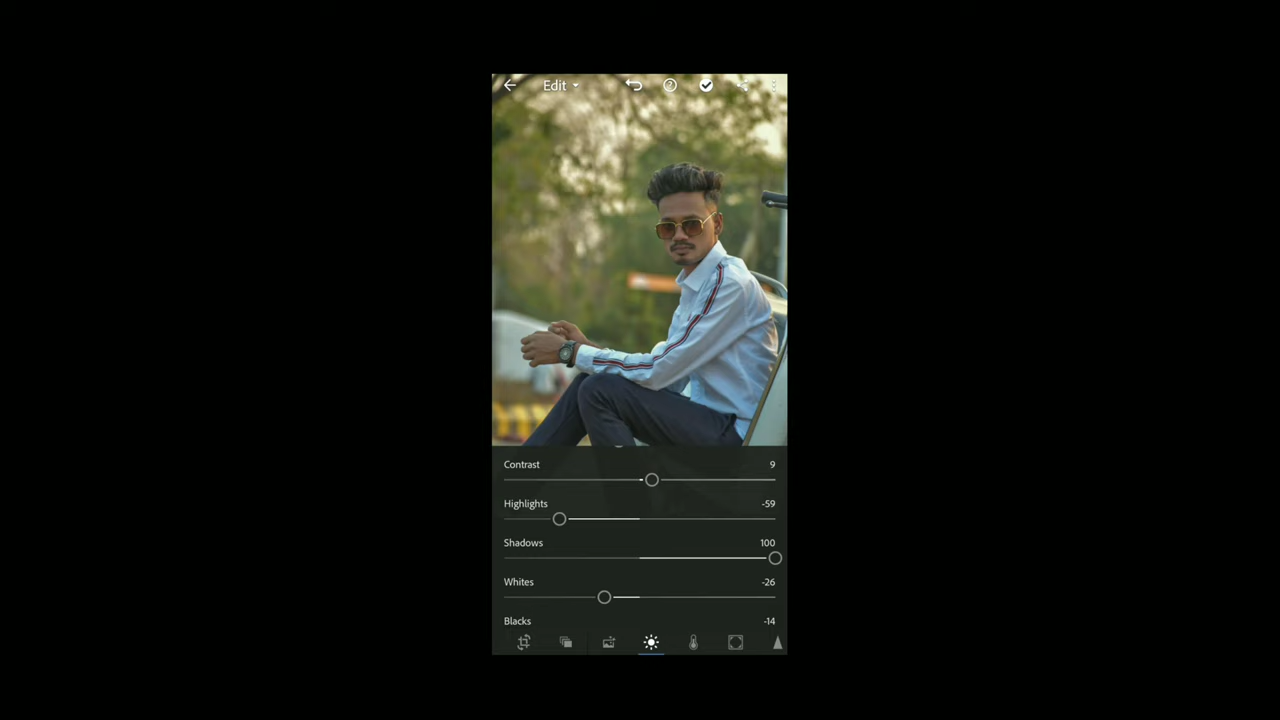 Edit
Contrast 9
Highlights -59
Shadows 100
Whites -26
Blacks -14